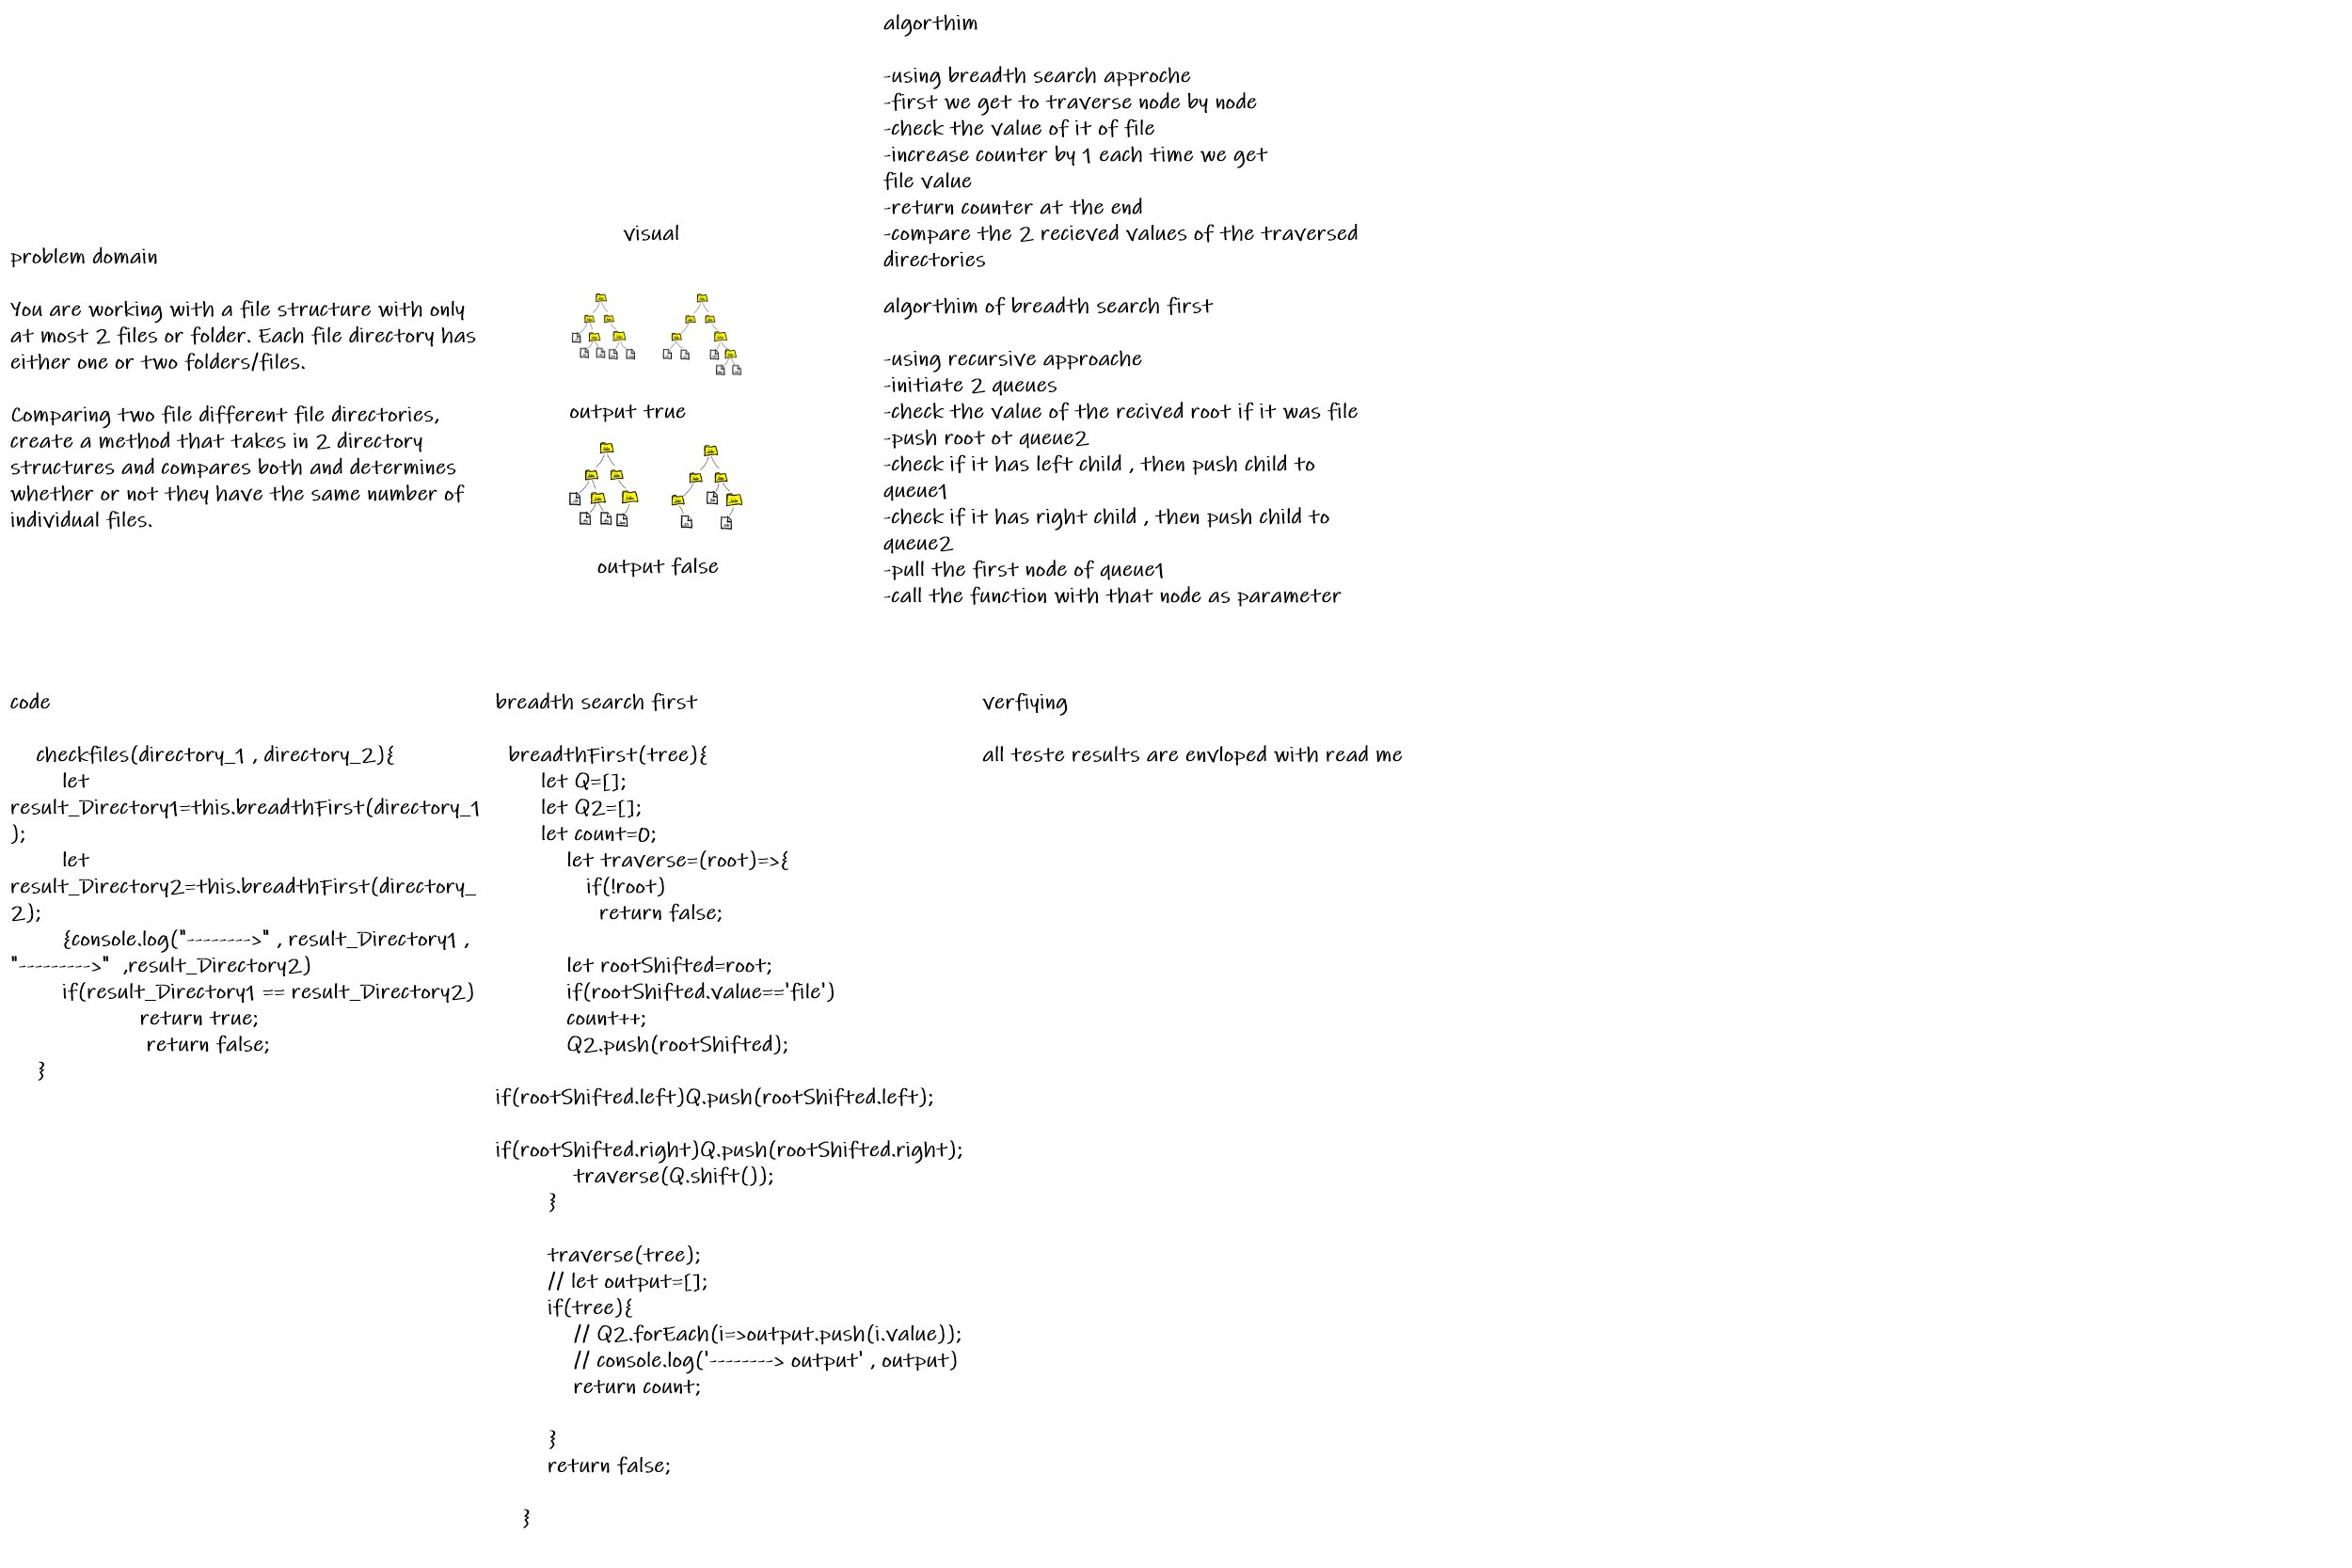 problem domain
You are working with a file structure with only
at most 2 files or folder. Each file directory has
either one or two folders/files.
Comparing two file different file directories,
create a method that takes in 2 directory
structures and compares both and determines
whether or not they have the same number of
individual files.
visual
output true
output false
algorthim
-using breadth search approche
-first we get to traverse node by node
-check the value of it of file
-increase counter by 1 each time we get
file value
-return counter at the end
-compare the 2 recieved values of the traversed
directories
algorthim of breadth search first
-using recursive approache
-initiate 2 queues
-check the value of the recived root if it was file
-push root ot queue2
-check if it has left child , then push child to
queue1
-check if it has right child , then push child to
queue2
-pull the first node of queue1
-call the function with that node as parameter
code
checkfiles(directory_1 , directory_2){
let
result_Directory1=this.breadthFirst(directory_1
);
let
result_Directory2=this.breadthFirst(directory_
2);
{console.log("-------->" , result_Directory1 ,
"--------->"  ,result_Directory2)
if(result_Directory1 == result_Directory2)
return true;
return false;
}
breadth search first
breadthFirst(tree){
let Q=[];
let Q2=[];
let count=0;
let traverse=(root)=>{
if(!root)
return false;
let rootShifted=root;
if(rootShifted.value=='file')
count++;
Q2.push(rootShifted);
if(rootShifted.left)Q.push(rootShifted.left);
if(rootShifted.right)Q.push(rootShifted.right);
traverse(Q.shift());
}
traverse(tree);
// let output=[];
if(tree){
// Q2.forEach(i=>output.push(i.value));
// console.log('--------> output' , output)
return count;
}
return false;
}
verfiying
all teste results are envloped with read me